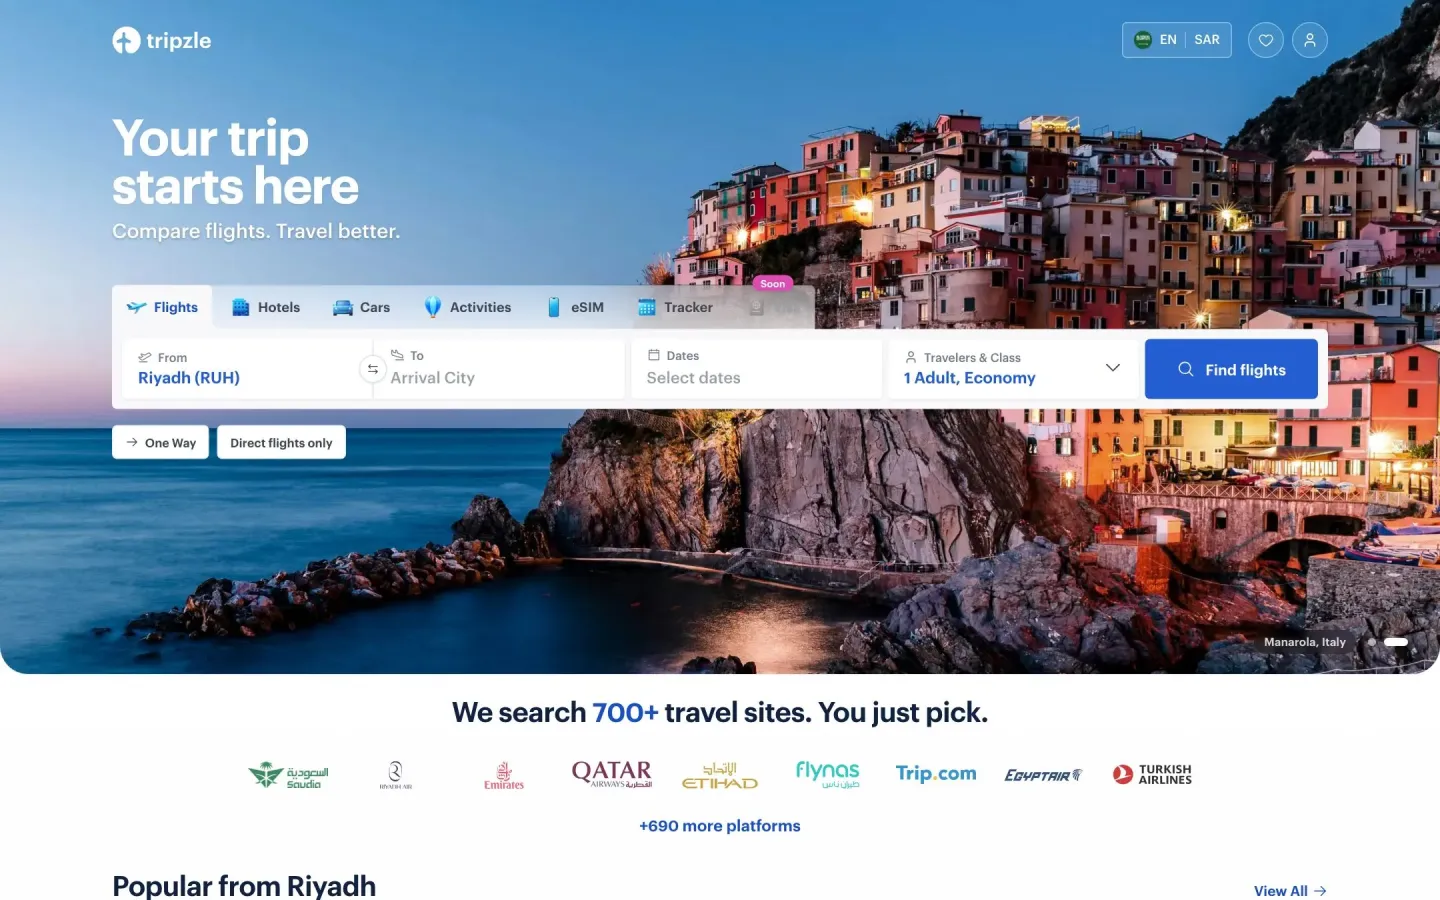 tripzle
EN SAR
Your trip
starts here
Compare flights. Travel better.
Soon
Flights Hotels Cars Activities eSIM Tracker
From
Riyadh (RUH)
To
Arrival City
Dates
Select dates
Travelers & Class
1 Adult, Economy
Find flights
One Way
Direct flights only
Manarola, Italy
We search 700+ travel sites. You just pick.
السعودية
Saudia
RIYADH AIR
Emirates
QATAR
AIRWAYS القطرية
الإتحاد
ETIHAD
flynas
طيران ناس
Trip.com
EGYPTAIR
TURKISH
AIRLINES
+690 more platforms
Popular from Riyadh
View All